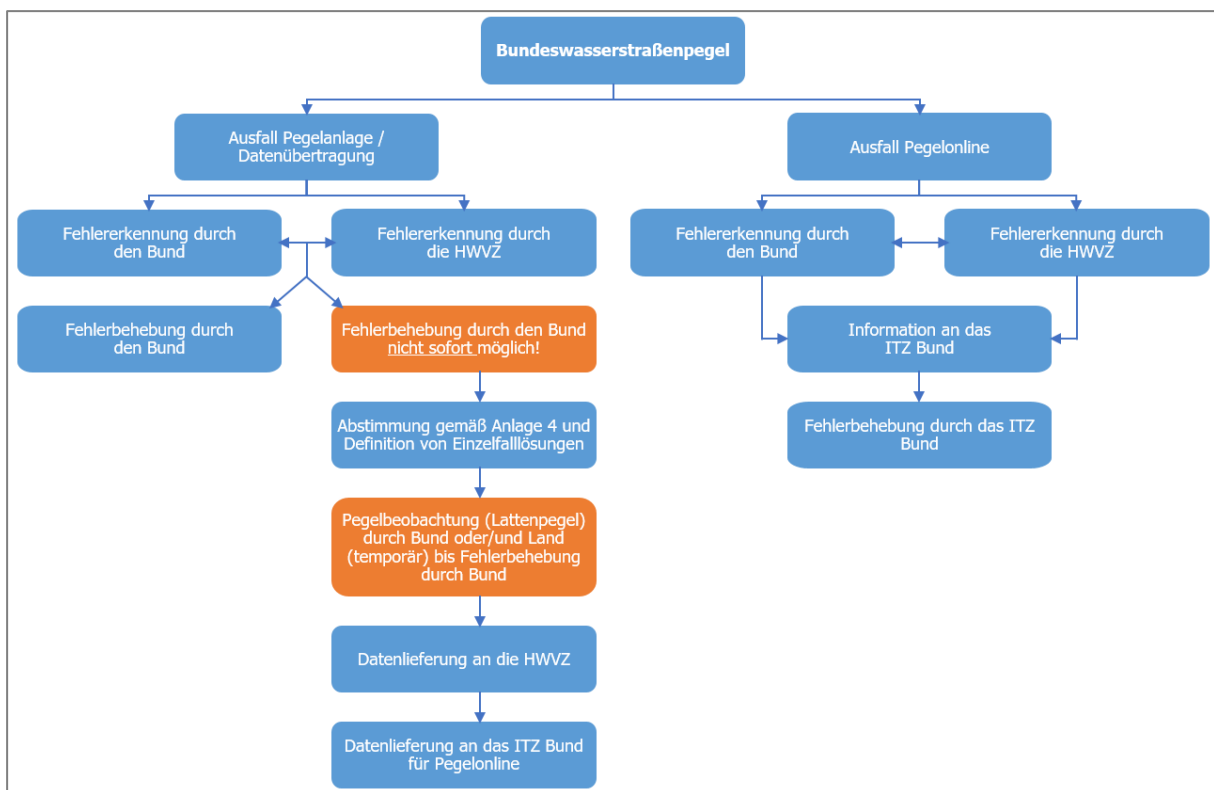 Bundeswasserstraßenpegel
Ausfall Pegelanlage /
Datenübertragung
Ausfall Pegelonline
Fehlererkennung durch
den Bund
Fehlererkennung durch
die HWVZ
Fehlererkennung durch
den Bund
Fehlererkennung durch
die HWVZ
Fehlerbehebung durch
den Bund
Fehlerbehebung durch den Bund
nicht sofort möglich!
Information an das
ITZ Bund
Abstimmung gemäß Anlage 4 und
Definition von Einzelfalllösungen
Fehlerbehebung durch das ITZ
Bund
Pegelbeobachtung (Lattenpegel)
durch Bund oder/und Land
(temporär) bis Fehlerbehebung
durch Bund
Datenlieferung an die HWVZ
Datenlieferung an das ITZ Bund
für Pegelonline